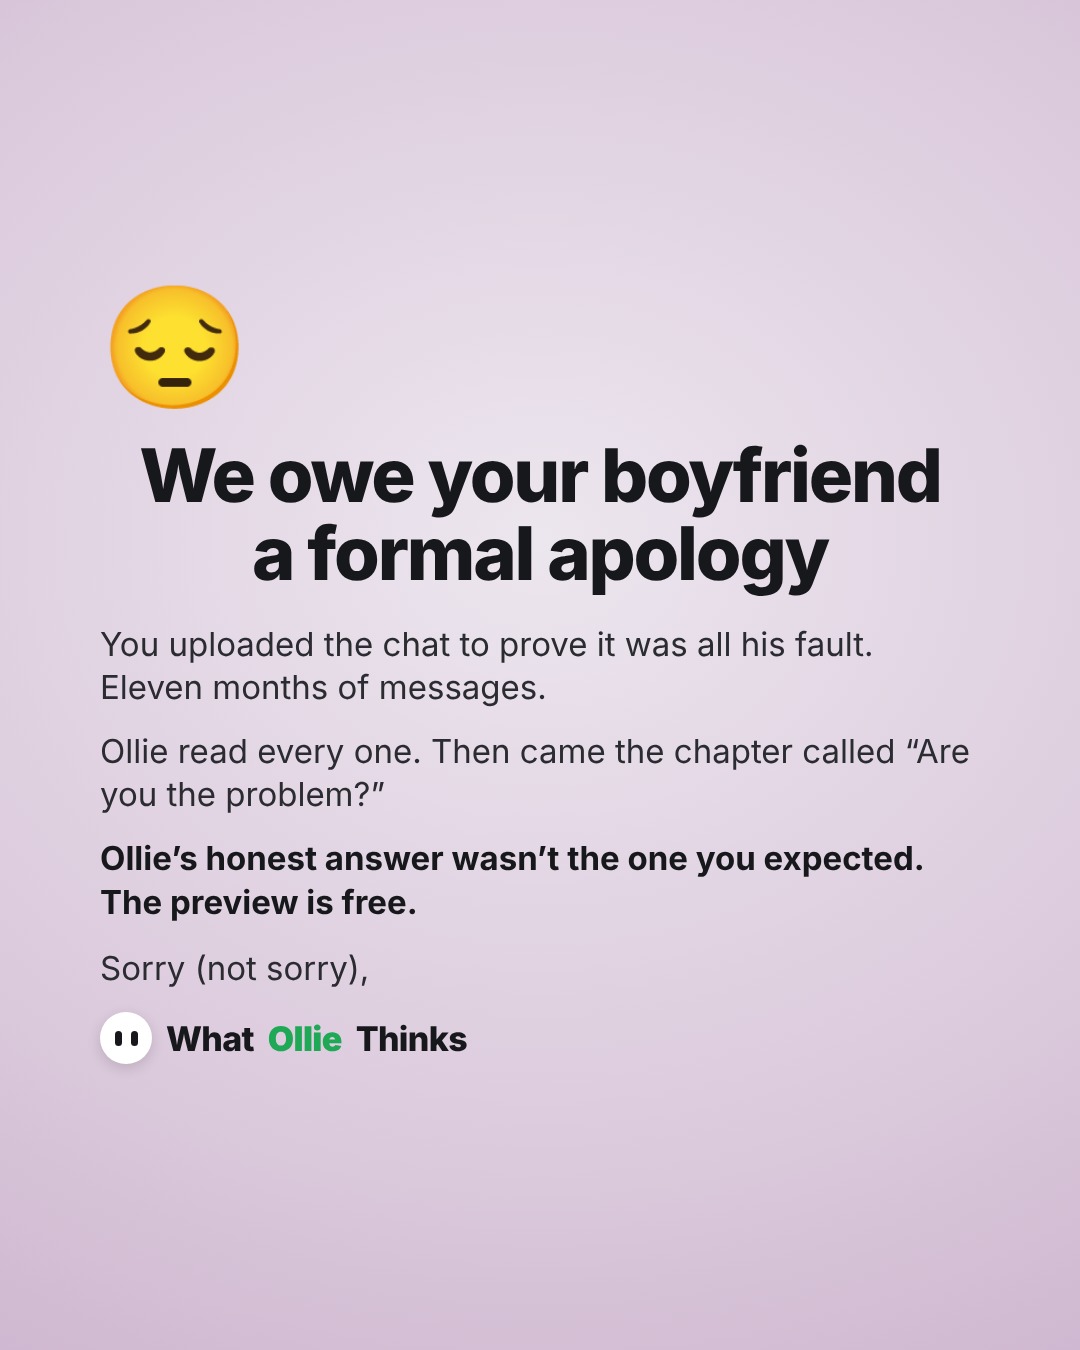 We owe your boyfriend
a formal apology
You uploaded the chat to prove it was all his fault.
Eleven months of messages.
Ollie read every one. Then came the chapter called “Are
you the problem?”
Ollie’s honest answer wasn’t the one you expected.
The preview is free.
Sorry (not sorry),
What Ollie Thinks